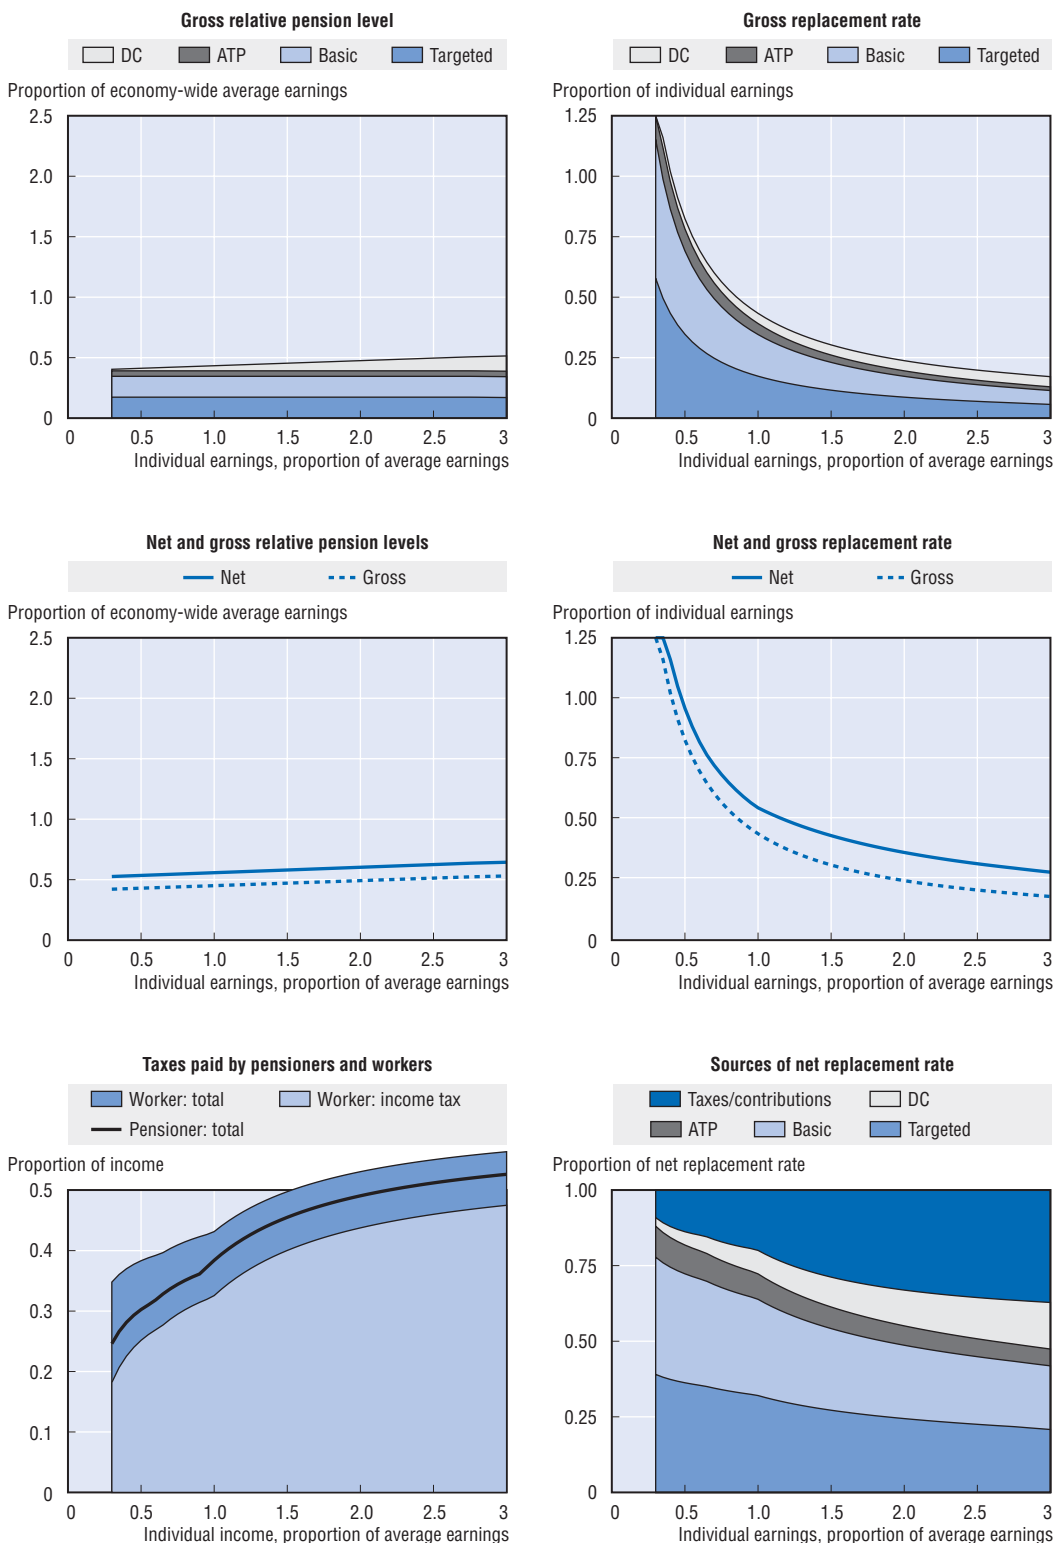 Gross relative pension level
DC ATP Basic Targeted
Proportion of economy-wide average earnings
2.5
2.0
1.5
1.0
0.5
0
0 0.5 1.0 1.5 2.0 2.5 3
Individual earnings, proportion of average earnings
Gross replacement rate
DC ATP Basic Targeted
Proportion of individual earnings
1.25
1.00
0.75
0.50
0.25
0
0 0.5 1.0 1.5 2.0 2.5 3
Individual earnings, proportion of average earnings
Net and gross relative pension levels
Net Gross
Proportion of economy-wide average earnings
2.5
2.0
1.5
1.0
0.5
0
0 0.5 1.0 1.5 2.0 2.5 3
Individual earnings, proportion of average earnings
Net and gross replacement rate
Net Gross
Proportion of individual earnings
1.25
1.00
0.75
0.50
0.25
0
0 0.5 1.0 1.5 2.0 2.5 3
Individual earnings, proportion of average earnings
Taxes paid by pensioners and workers
Worker: total Worker: income tax
Pensioner: total
Proportion of income
0.5
0.4
0.3
0.2
0.1
0
0 0.5 1.0 1.5 2.0 2.5 3
Individual income, proportion of average earnings
Sources of net replacement rate
Taxes/contributions DC
ATP Basic Targeted
Proportion of net replacement rate
1.00
0.75
0.50
0.25
0
0 0.5 1.0 1.5 2.0 2.5 3
Individual earnings, proportion of average earnings